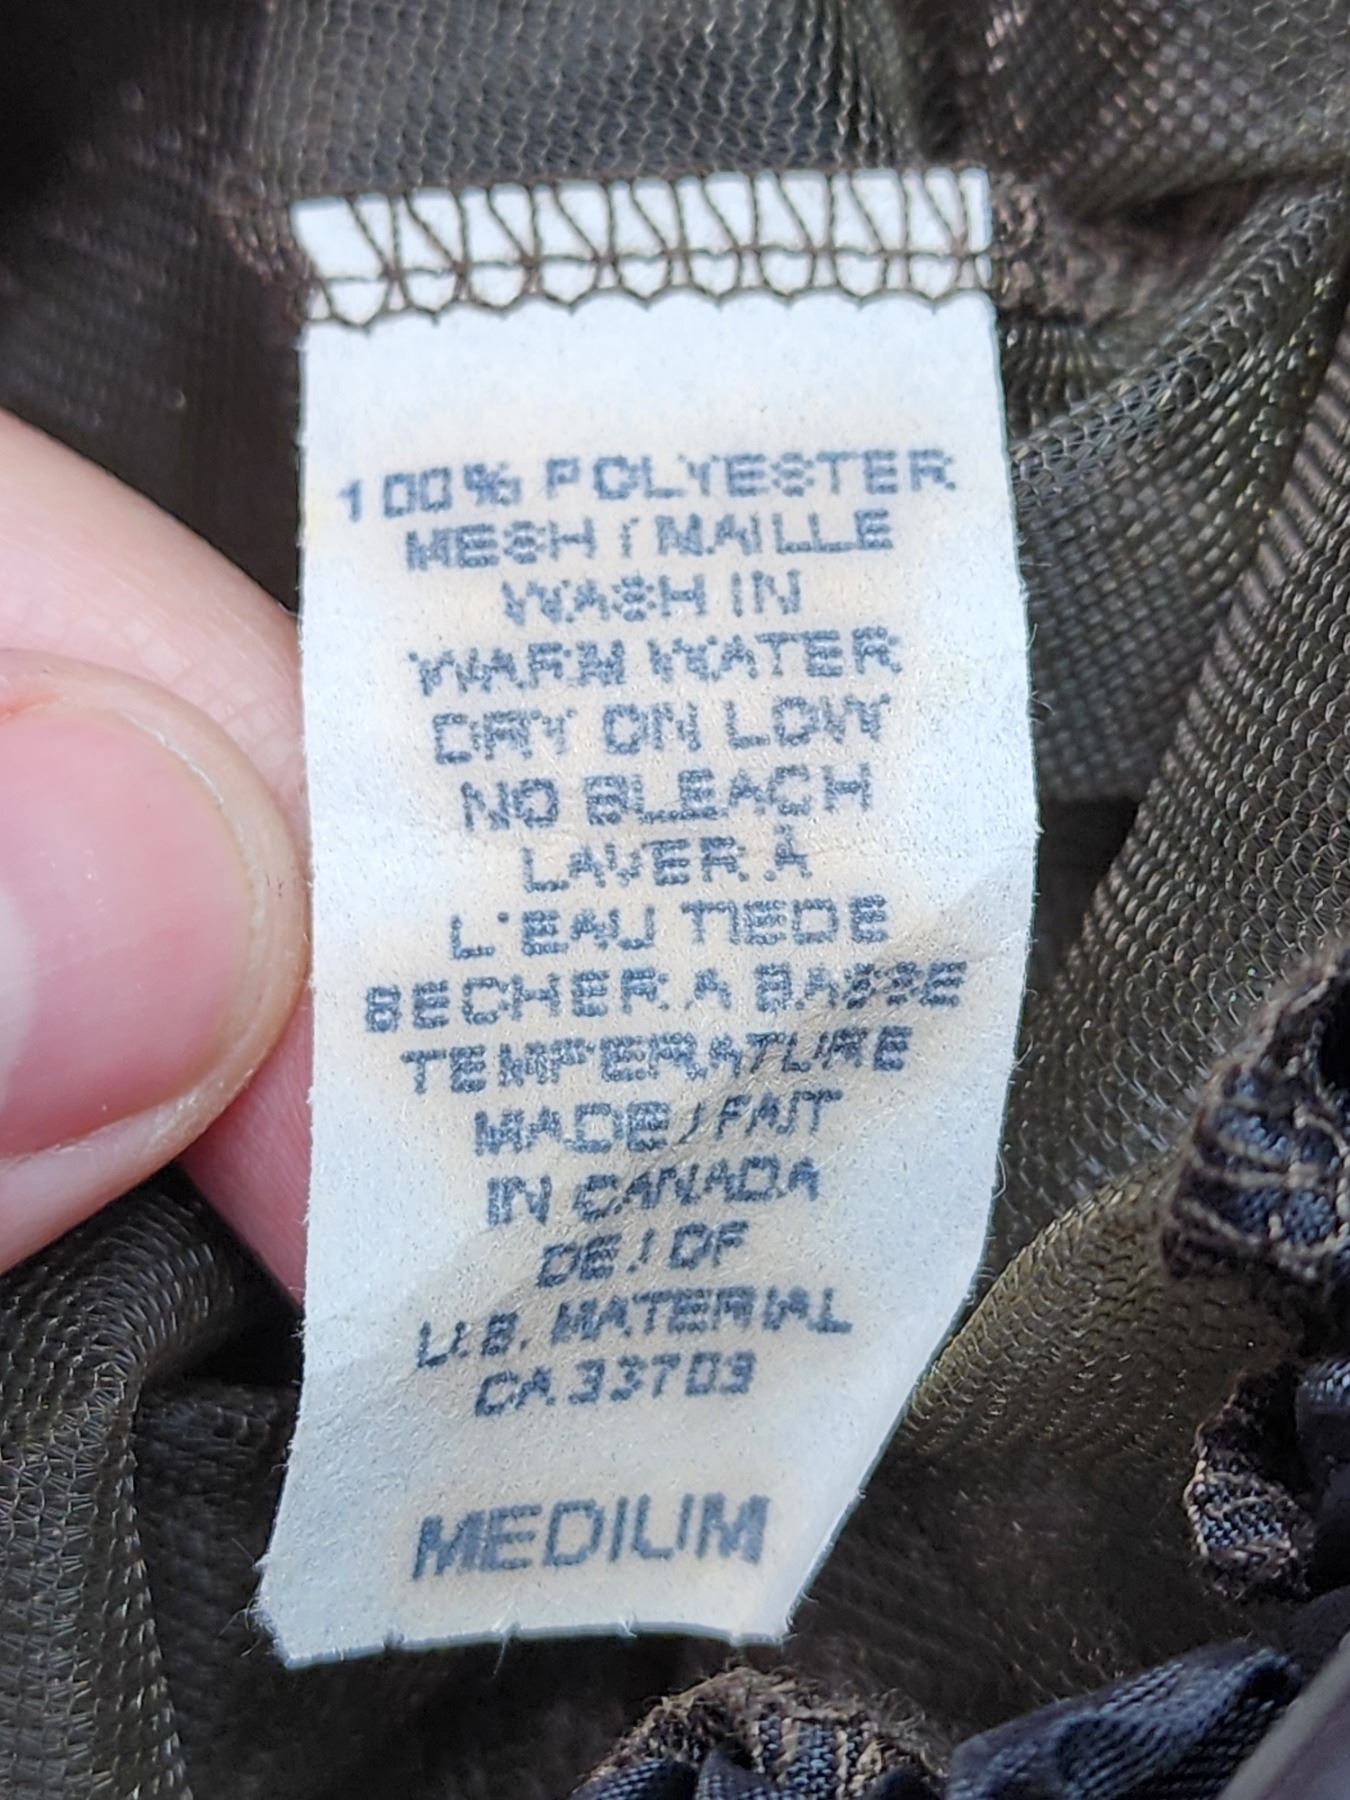 100% POLYESTER
MESH / MAILLE
WASH IN
WARM WATER
DRY ON LOW
NO BLEACH
LAVER À
L'EAU TIEDE
SECHER A BASSE
TEMPERATURE
MADE / FAIT
IN CANADA
DE / OF
U.S. MATERIAL
CA 33703
MEDIUM